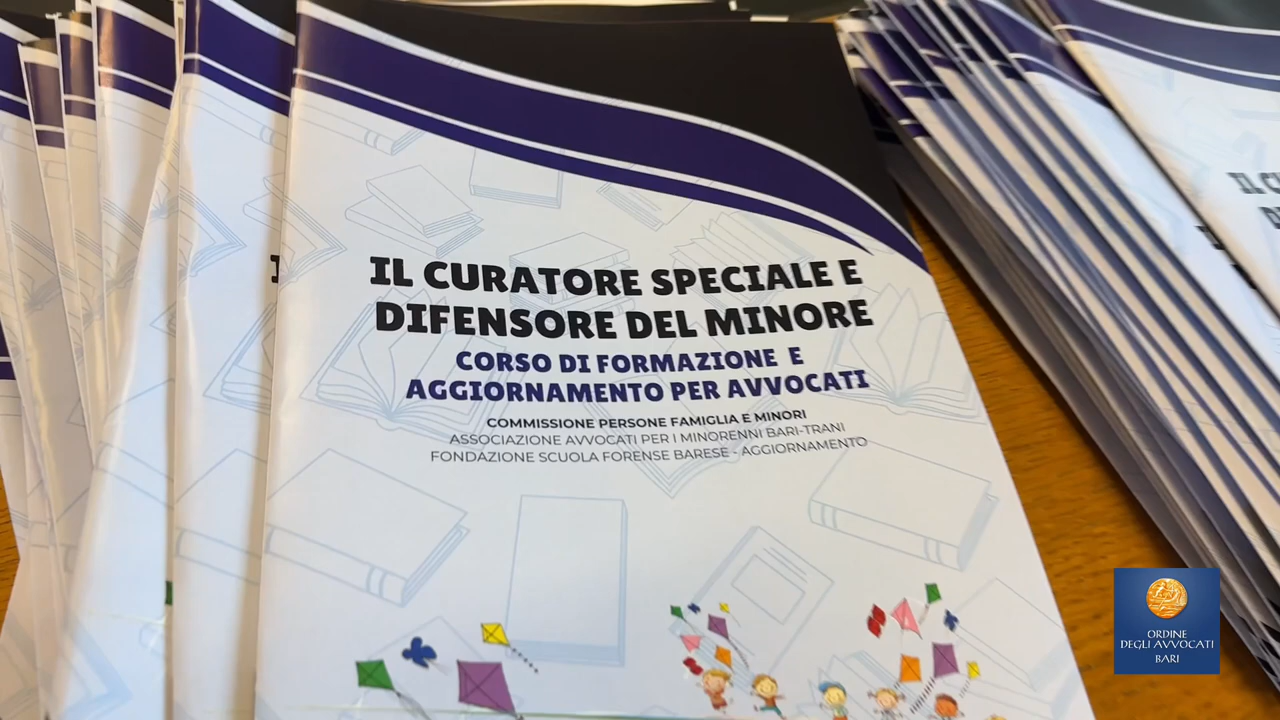 IL CURATORE SPECIALE E
DIFENSORE DEL MINORE
CORSO DI FORMAZIONE E
AGGIORNAMENTO PER AVVOCATI
COMMISSIONE PERSONE FAMIGLIA E MINORI
ASSOCIAZIONE AVVOCATI PER I MINORENNI BARI-TRANI
FONDAZIONE SCUOLA FORENSE BARESE - AGGIORNAMENTO
ORDINE
DEGLI AVVOCATI
BARI